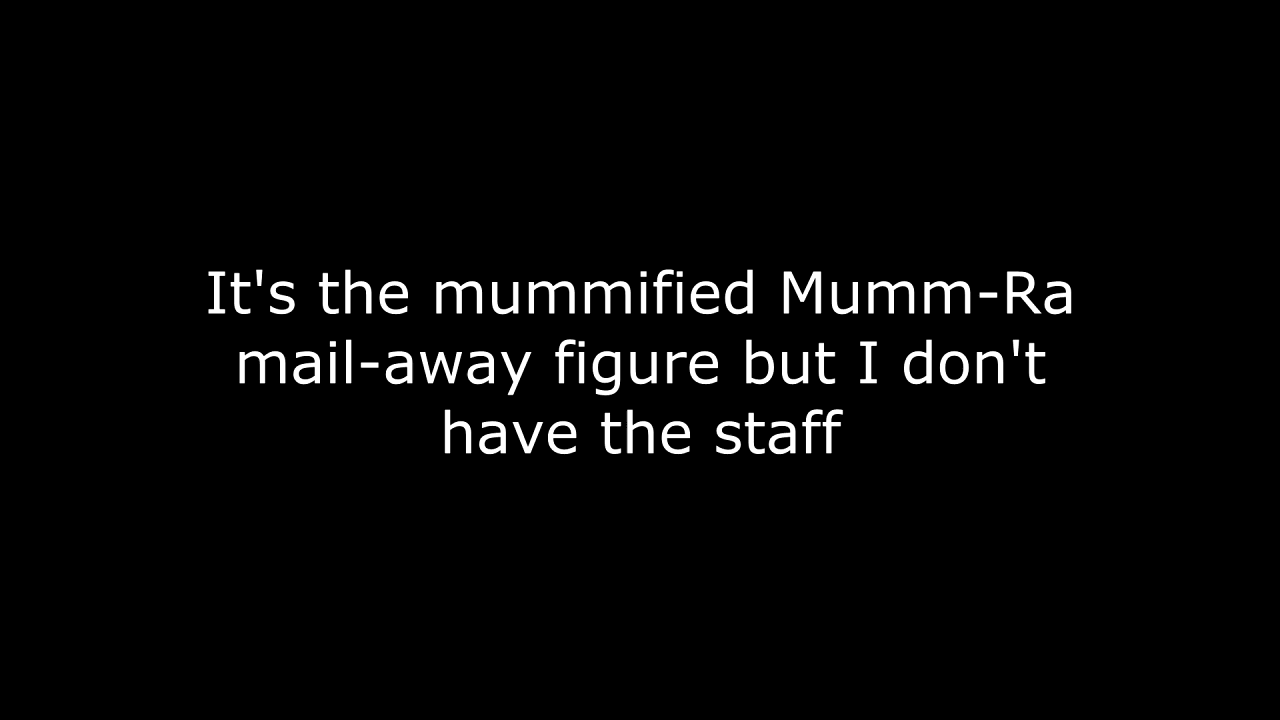 It's the mummified Mumm-Ra
mail-away figure but I don't
have the staff